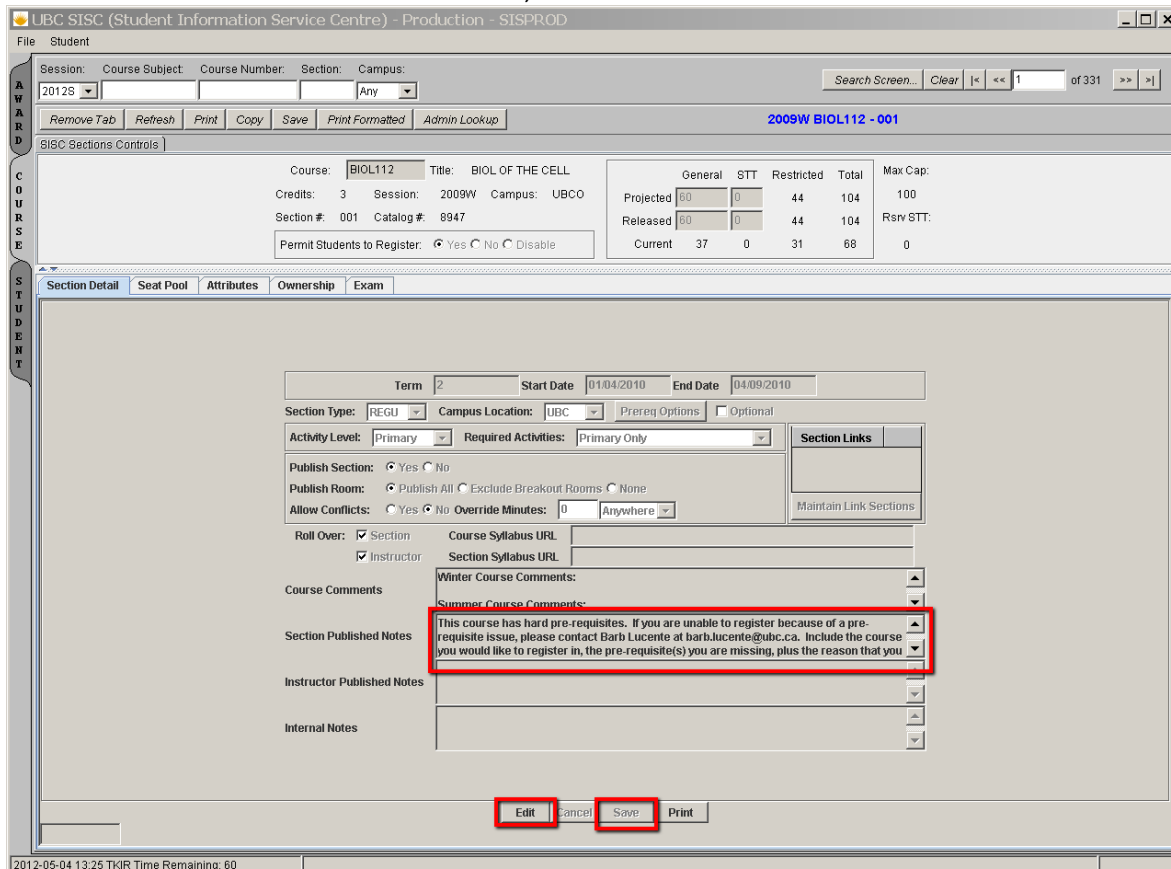 UBC SISC (Student Information Service Centre) - Production - SISPROD
File Student
Session: Course Subject: Course Number: Section: Campus:
2012S Any Search Screen... Clear |< << 1 of 331 >> >|
Remove Tab Refresh Print Copy Save Print Formatted Admin Lookup 2009W BIOL112 - 001
AWARD
COURSE
STUDENT
SISC Sections Controls
Course: BIOL112 Title: BIOL OF THE CELL General STT Restricted Total Max Cap:
Credits: 3 Session: 2009W Campus: UBCO Projected 60 0 44 104 100
Section #: 001 Catalog #: 8947 Released 60 0 44 104 Rsrv STT:
Permit Students to Register: Yes No Disable Current 37 0 31 68 0
Section Detail Seat Pool Attributes Ownership Exam
Term 2 Start Date 01/04/2010 End Date 04/09/2010
Section Type: REGU Campus Location: UBC Prereq Options Optional
Activity Level: Primary Required Activities: Primary Only Section Links
Publish Section: Yes No
Publish Room: Publish All Exclude Breakout Rooms None
Allow Conflicts: Yes No Override Minutes: 0 Anywhere Maintain Link Sections
Roll Over: Section Course Syllabus URL
Instructor Section Syllabus URL
Course Comments Winter Course Comments:
Summer Course Comments:
Section Published Notes This course has hard pre-requisites. If you are unable to register because of a pre-
requisite issue, please contact Barb Lucente at barb.lucente@ubc.ca. Include the course
you would like to register in, the pre-requisite(s) you are missing, plus the reason that you
Instructor Published Notes
Internal Notes
Edit Cancel Save Print
2012-05-04 13:25 TKIR Time Remaining: 60